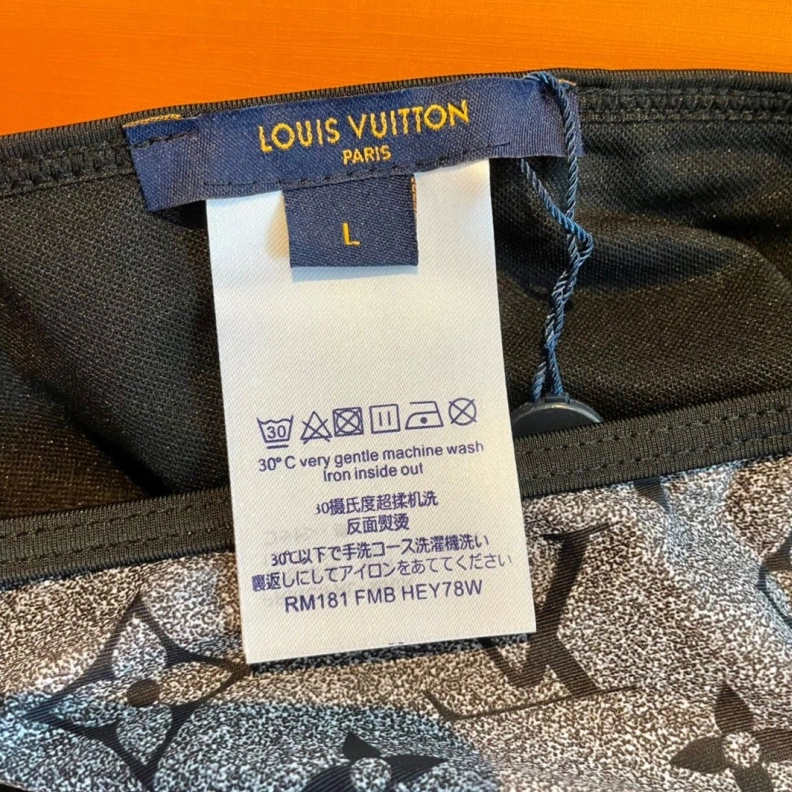 LOUIS VUITTON
PARIS
L
30
30°C very gentle machine wash
Iron inside out
30摄氏度超柔机洗
反面熨烫
30℃以下で手洗コース洗濯機洗い
裏返しにしてアイロンをあててください
RM181 FMB HEY78W